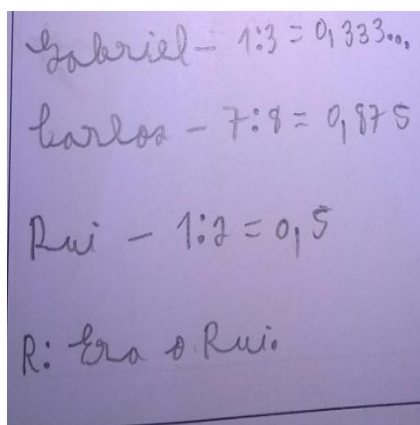 Gabriel - 1:3 = 0,333...
Carlos - 7:8 = 0,875
Rui - 1:2 = 0,5
R: Era o Rui.